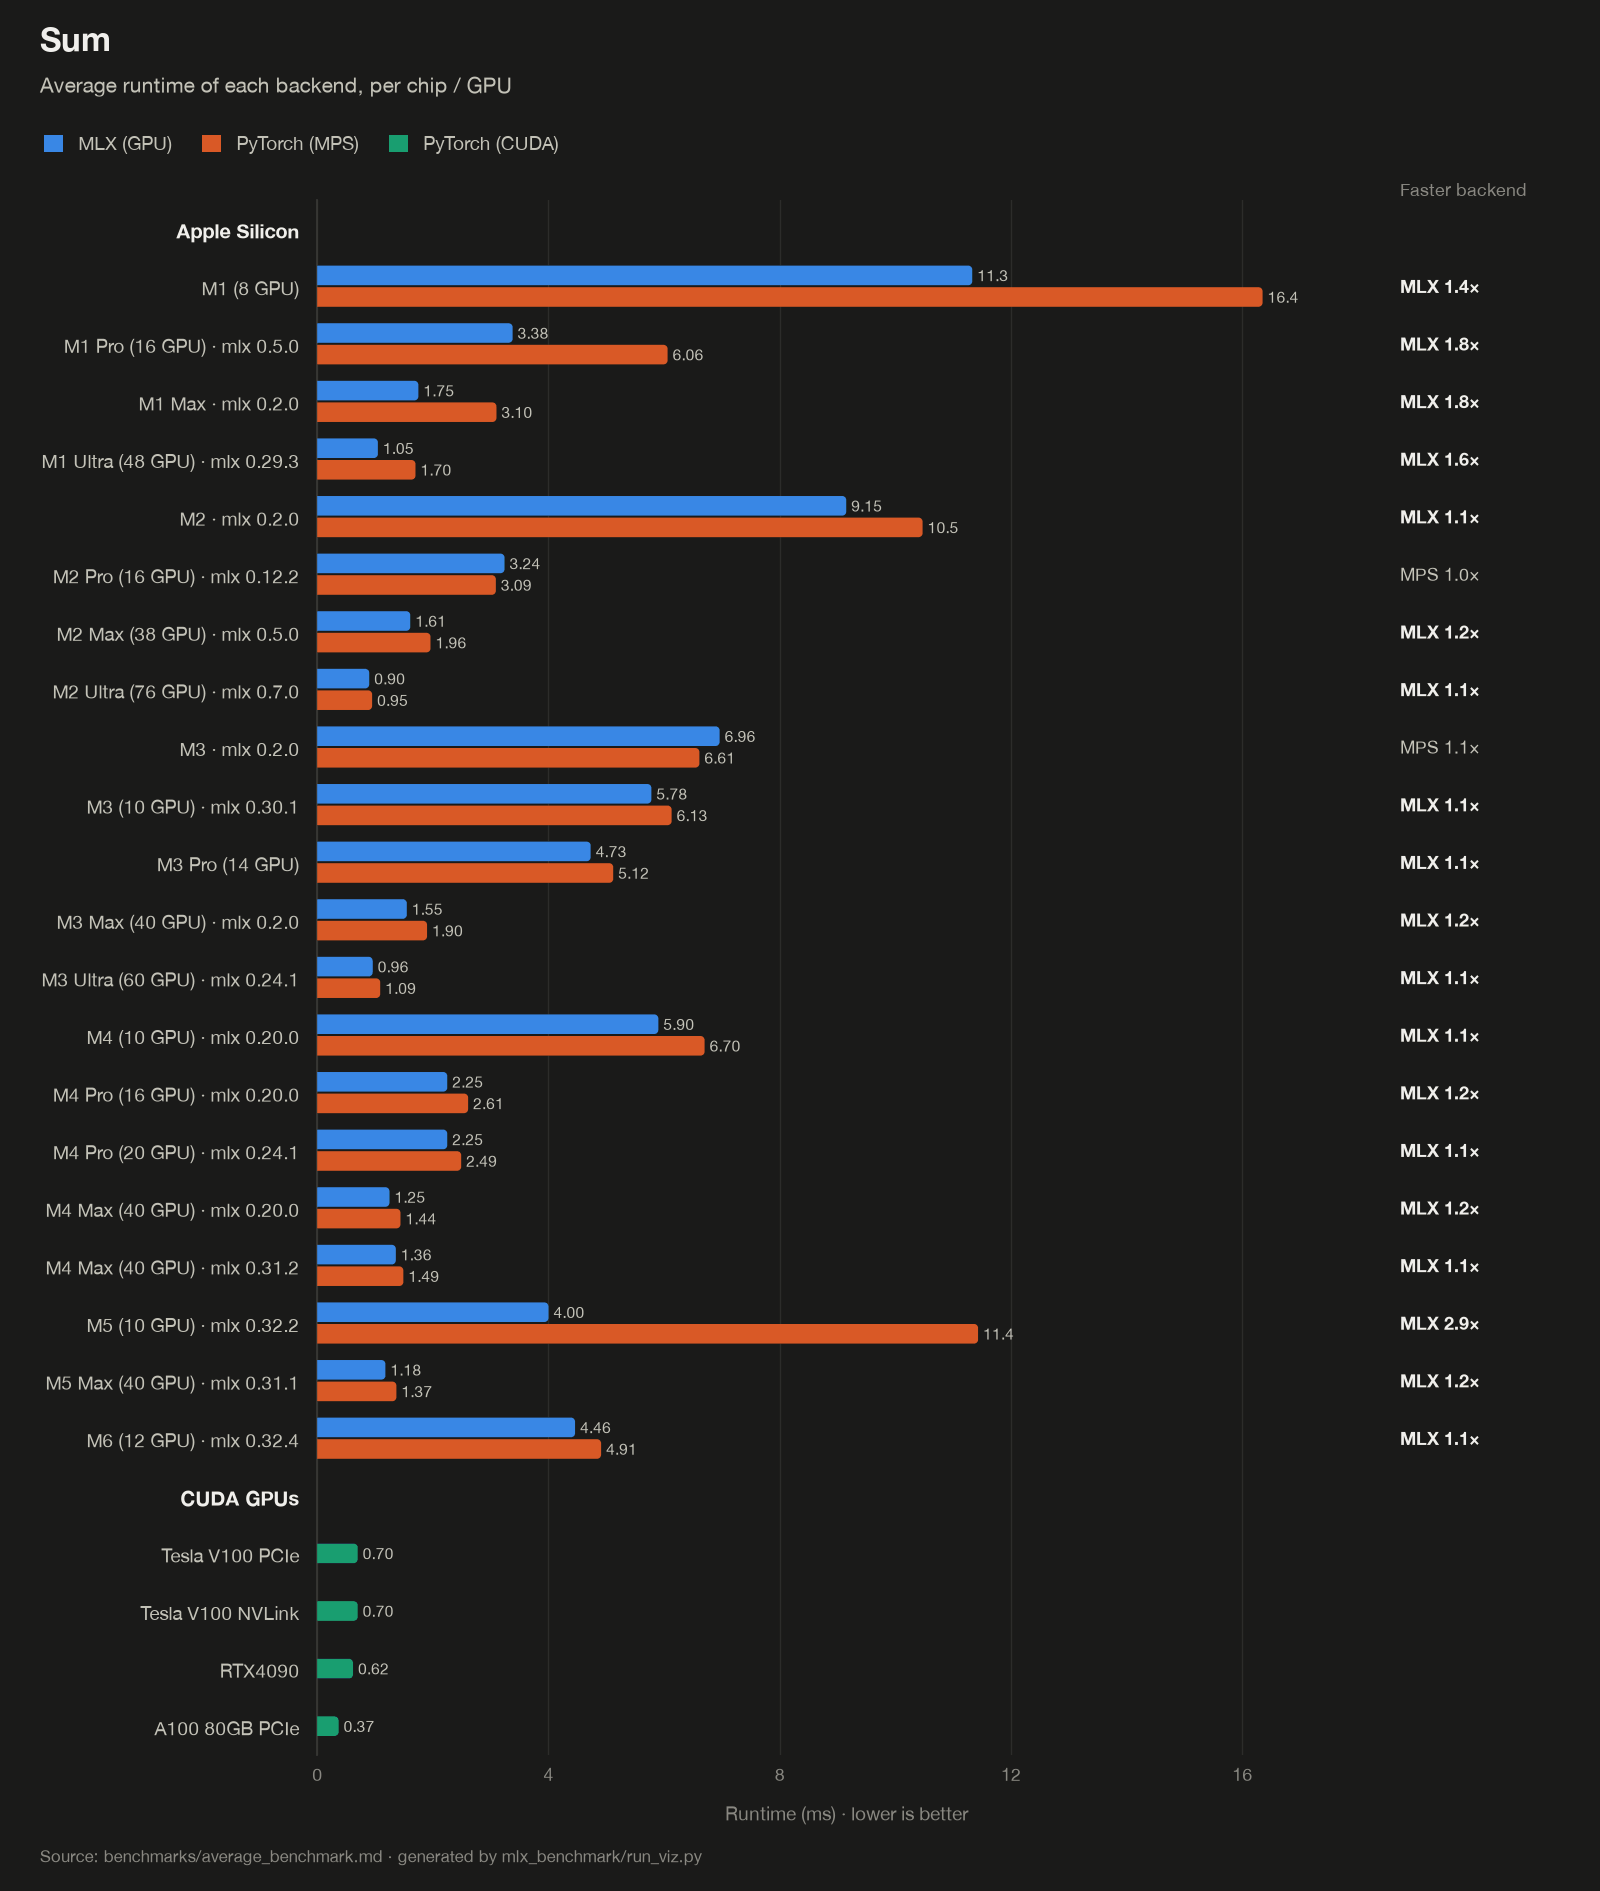 Sum
Average runtime of each backend, per chip / GPU
MLX (GPU) PyTorch (MPS) PyTorch (CUDA)
Faster backend
Apple Silicon
M1 (8 GPU) 11.3 16.4 MLX 1.4×
M1 Pro (16 GPU) · mlx 0.5.0 3.38 6.06 MLX 1.8×
M1 Max · mlx 0.2.0 1.75 3.10 MLX 1.8×
M1 Ultra (48 GPU) · mlx 0.29.3 1.05 1.70 MLX 1.6×
M2 · mlx 0.2.0 9.15 10.5 MLX 1.1×
M2 Pro (16 GPU) · mlx 0.12.2 3.24 3.09 MPS 1.0×
M2 Max (38 GPU) · mlx 0.5.0 1.61 1.96 MLX 1.2×
M2 Ultra (76 GPU) · mlx 0.7.0 0.90 0.95 MLX 1.1×
M3 · mlx 0.2.0 6.96 6.61 MPS 1.1×
M3 (10 GPU) · mlx 0.30.1 5.78 6.13 MLX 1.1×
M3 Pro (14 GPU) 4.73 5.12 MLX 1.1×
M3 Max (40 GPU) · mlx 0.2.0 1.55 1.90 MLX 1.2×
M3 Ultra (60 GPU) · mlx 0.24.1 0.96 1.09 MLX 1.1×
M4 (10 GPU) · mlx 0.20.0 5.90 6.70 MLX 1.1×
M4 Pro (16 GPU) · mlx 0.20.0 2.25 2.61 MLX 1.2×
M4 Pro (20 GPU) · mlx 0.24.1 2.25 2.49 MLX 1.1×
M4 Max (40 GPU) · mlx 0.20.0 1.25 1.44 MLX 1.2×
M4 Max (40 GPU) · mlx 0.31.2 1.36 1.49 MLX 1.1×
M5 (10 GPU) · mlx 0.32.2 4.00 11.4 MLX 2.9×
M5 Max (40 GPU) · mlx 0.31.1 1.18 1.37 MLX 1.2×
M6 (12 GPU) · mlx 0.32.4 4.46 4.91 MLX 1.1×
CUDA GPUs
Tesla V100 PCIe 0.70
Tesla V100 NVLink 0.70
RTX4090 0.62
A100 80GB PCIe 0.37
0 4 8 12 16
Runtime (ms) · lower is better
Source: benchmarks/average_benchmark.md · generated by mlx_benchmark/run_viz.py